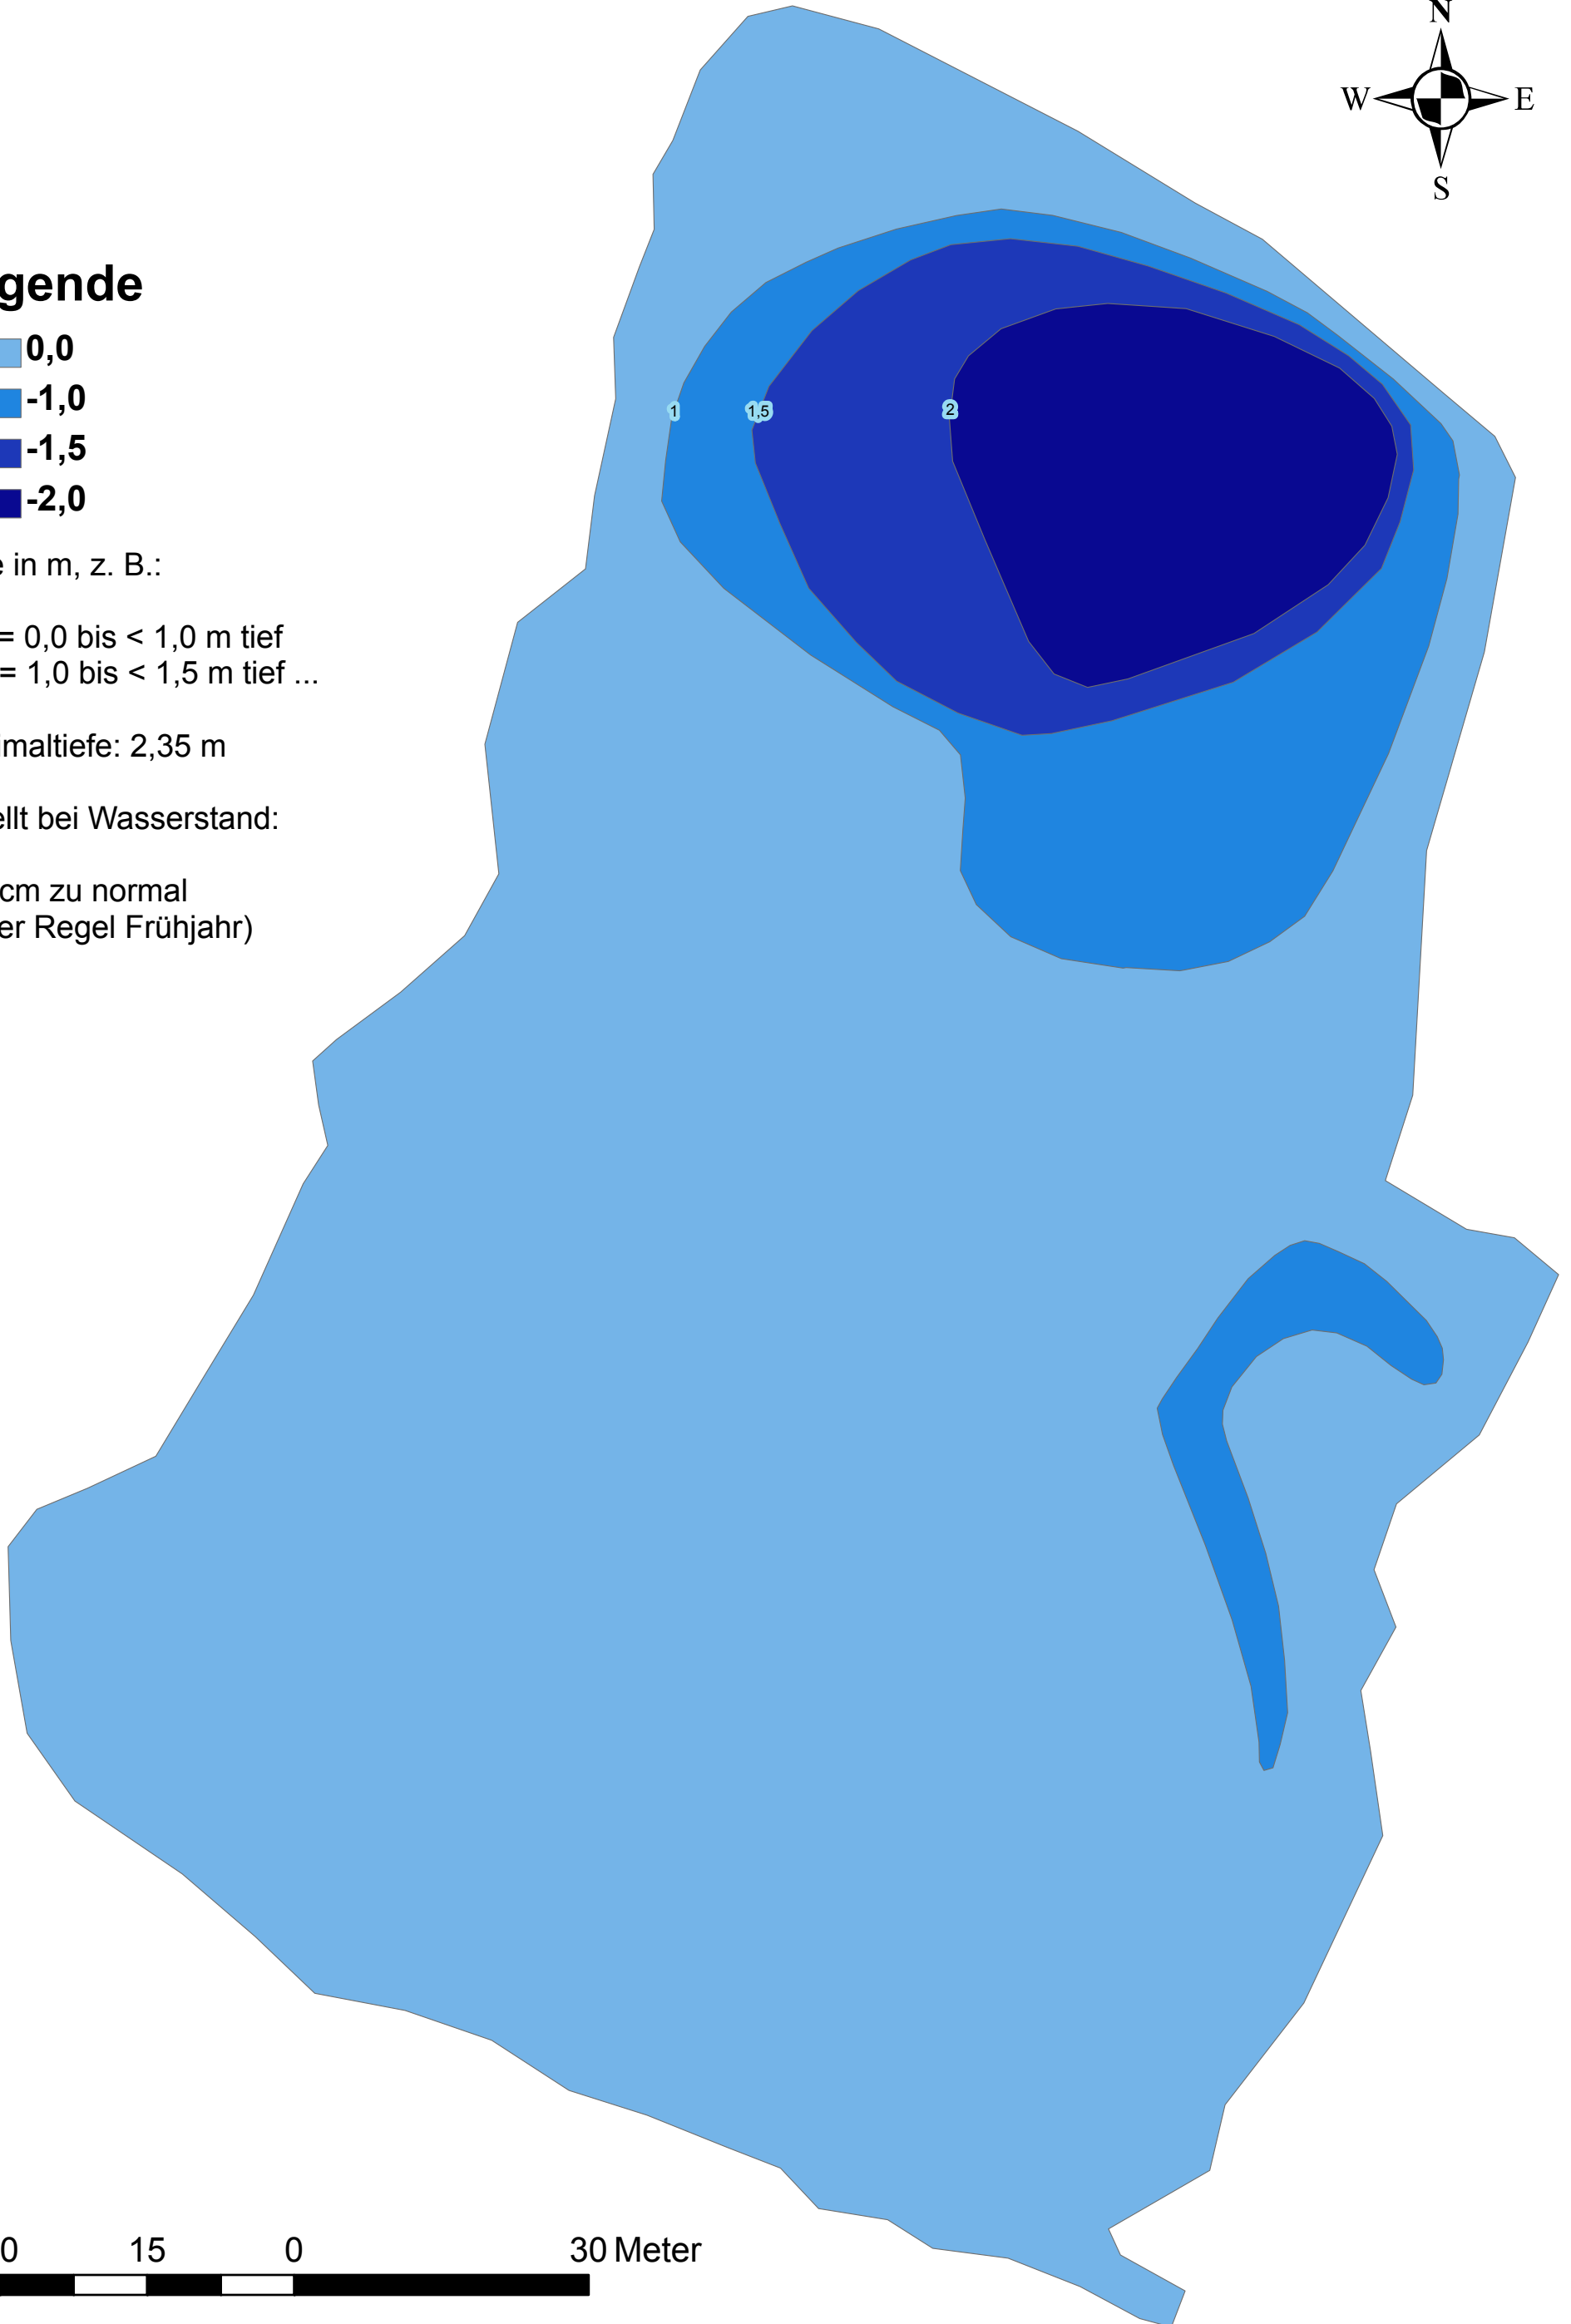 N
W E
S
gende
0,0
-1,0
-1,5
-2,0
e in m, z. B.:
= 0,0 bis < 1,0 m tief
= 1,0 bis < 1,5 m tief ...
imaltiefe: 2,35 m
ellt bei Wasserstand:
cm zu normal
er Regel Frühjahr)
1 1,5 2
0 15 0 30 Meter